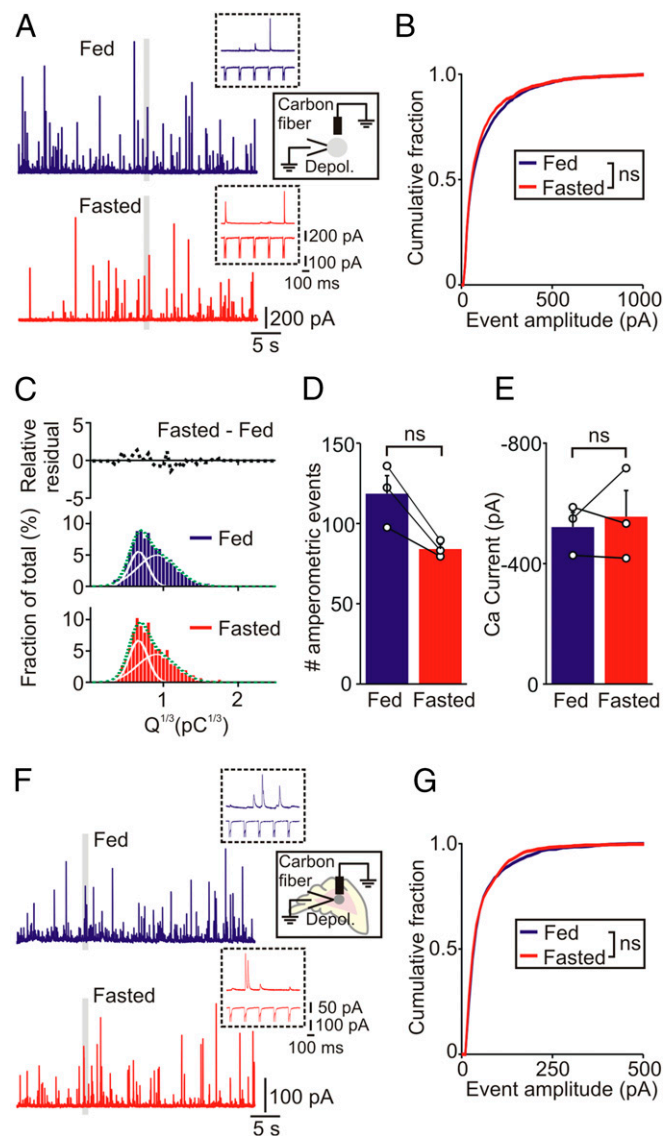 A
Fed
Carbon
fiber
Depol.
Fasted
200 pA
100 pA
100 ms
200 pA
5 s
B
Cumulative fraction
1.0
0.5
0
Fed
Fasted
ns
0 500 1000
Event amplitude (pA)
C
Relative
residual
5
0
-5
Fasted - Fed
Fraction of total (%)
10
5
0
Fed
10
5
0
Fasted
1 2
Q1/3(pC1/3)
D
# amperometric events
150
100
50
0
ns
Fed Fasted
E
Ca Current (pA)
-800
-400
0
ns
Fed Fasted
F
Fed
Carbon
fiber
Depol.
Fasted
50 pA
100 pA
100 ms
100 pA
5 s
G
Cumulative fraction
1.0
0.5
0.0
Fed
Fasted
ns
0 250 500
Event amplitude (pA)